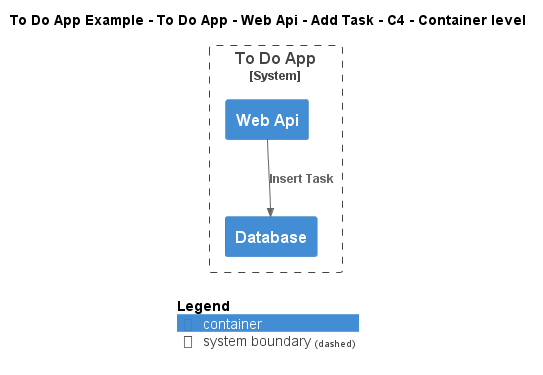 To Do App Example - To Do App - Web Api - Add Task - C4 - Container level
To Do App
[System]
Web Api
Insert Task
Database
Legend
container
system boundary (dashed)